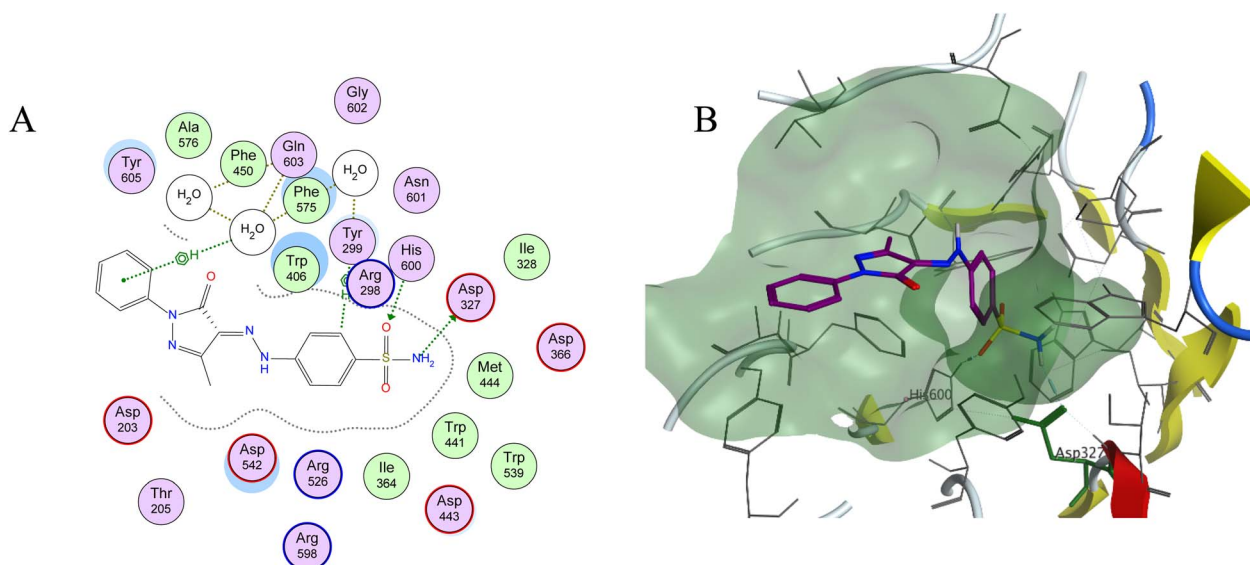 A
B
Gly
602
Ala
576
Tyr
605
Phe
450
Gln
603
H₂O
H₂O
H₂O
Phe
575
Asn
601
Tyr
299
His
600
Trp
406
Arg
298
Ile
328
Asp
327
Asp
366
H
H
O
N
N
N
N
H
O
S
NH₂
O
Met
444
Asp
203
Asp
542
Arg
526
Ile
364
Trp
441
Trp
539
Thr
205
Asp
443
Arg
598
His600
Asp327